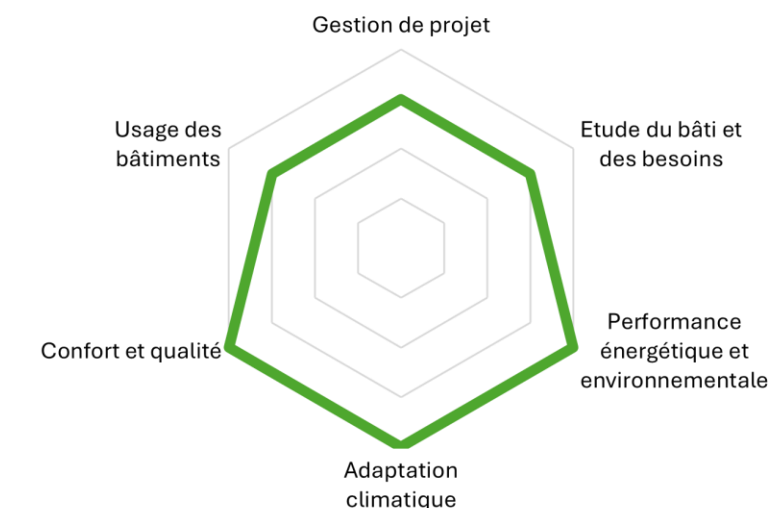 Gestion de projet
Etude du bâti et
des besoins
Performance
énergétique et
environnementale
Adaptation
climatique
Confort et qualité
Usage des
bâtiments